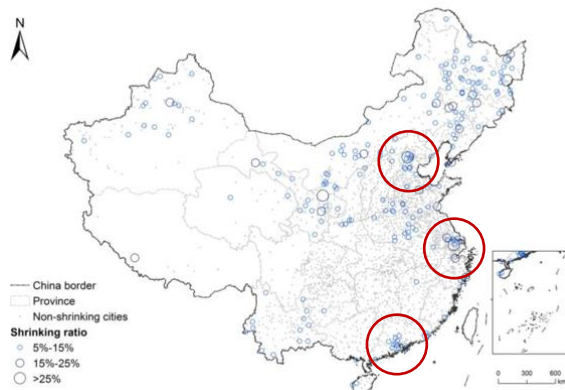 N
China border
Province
Non-shrinking cities
Shrinking ratio
5%-15%
15%-25%
>25%
0 300 600
km